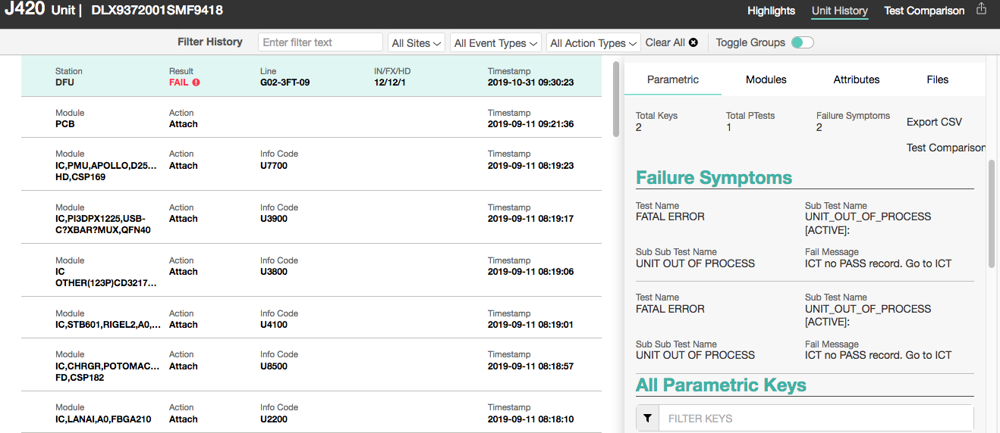 J420 Unit | DLX9372001SMF9418
Highlights Unit History Test Comparison
Filter History Enter filter text All Sites All Event Types All Action Types Clear All Toggle Groups
Station Result Line IN/FX/HD Timestamp
DFU FAIL G02-3FT-09 12/12/1 2019-10-31 09:30:23
Module Action Timestamp
PCB Attach 2019-09-11 09:21:36
Module Action Info Code Timestamp
IC,PMU,APOLLO,D25... Attach U7700 2019-09-11 08:19:23
HD,CSP169
Module Action Info Code Timestamp
IC,PI3DPX1225,USB- Attach U3900 2019-09-11 08:19:17
C?XBAR?MUX,QFN40
Module Action Info Code Timestamp
IC Attach U3800 2019-09-11 08:19:06
OTHER(123P)CD3217...
Module Action Info Code Timestamp
IC,STB601,RIGEL2,A0,... Attach U4100 2019-09-11 08:19:01
Module Action Info Code Timestamp
IC,CHRGR,POTOMAC... Attach U8500 2019-09-11 08:18:57
FD,CSP182
Module Action Info Code Timestamp
IC,LANAI,A0,FBGA210 Attach U2200 2019-09-11 08:18:10
Parametric Modules Attributes Files
Total Keys Total PTests Failure Symptoms
2 1 2
Export CSV
Test Comparison
Failure Symptoms
Test Name Sub Test Name
FATAL ERROR UNIT_OUT_OF_PROCESS
[ACTIVE]:
Sub Sub Test Name Fail Message
UNIT OUT OF PROCESS ICT no PASS record. Go to ICT
Test Name Sub Test Name
FATAL ERROR UNIT_OUT_OF_PROCESS
[ACTIVE]:
Sub Sub Test Name Fail Message
UNIT OUT OF PROCESS ICT no PASS record. Go to ICT
All Parametric Keys
FILTER KEYS